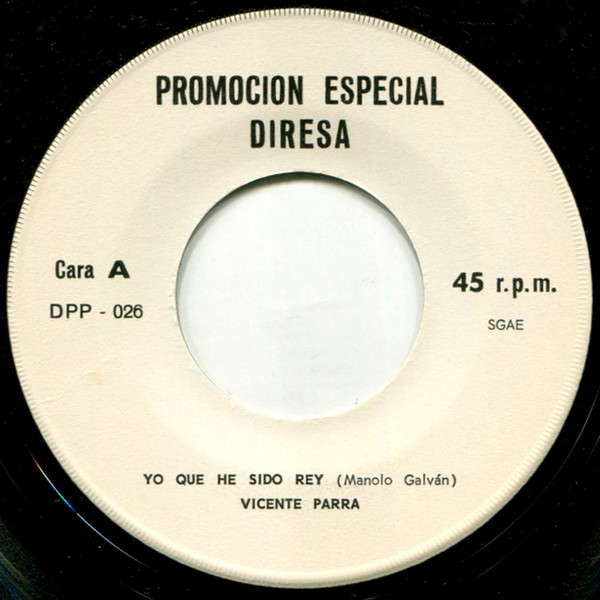 PROMOCION ESPECIAL
DIRESA
Cara A
45 r.p.m.
DPP - 026
SGAE
YO QUE HE SIDO REY (Manolo Galván)
VICENTE PARRA